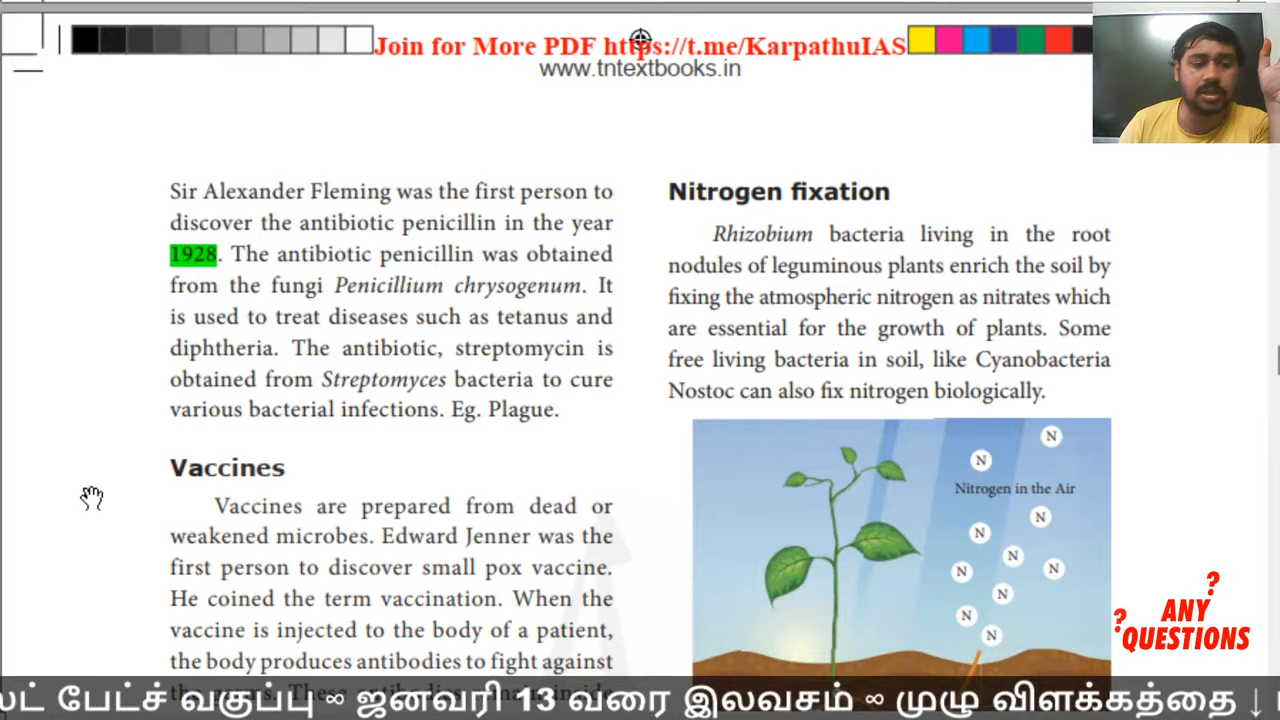 Join for More PDF https://t.me/KarpathuIAS
www.tntextbooks.in
Sir Alexander Fleming was the first person to
discover the antibiotic penicillin in the year
1928. The antibiotic penicillin was obtained
from the fungi Penicillium chrysogenum. It
is used to treat diseases such as tetanus and
diphtheria. The antibiotic, streptomycin is
obtained from Streptomyces bacteria to cure
various bacterial infections. Eg. Plague.
Vaccines
Vaccines are prepared from dead or
weakened microbes. Edward Jenner was the
first person to discover small pox vaccine.
He coined the term vaccination. When the
vaccine is injected to the body of a patient,
the body produces antibodies to fight against
Nitrogen fixation
Rhizobium bacteria living in the root
nodules of leguminous plants enrich the soil by
fixing the atmospheric nitrogen as nitrates which
are essential for the growth of plants. Some
free living bacteria in soil, like Cyanobacteria
Nostoc can also fix nitrogen biologically.
N
N
Nitrogen in the Air
N
N
N
N
N
N
N
N
? ANY
? QUESTIONS
பேட்ச் வகுப்பு ∞ ஜனவரி 13 வரை இலவசம் ∞ முழு விளக்கத்தை ↓